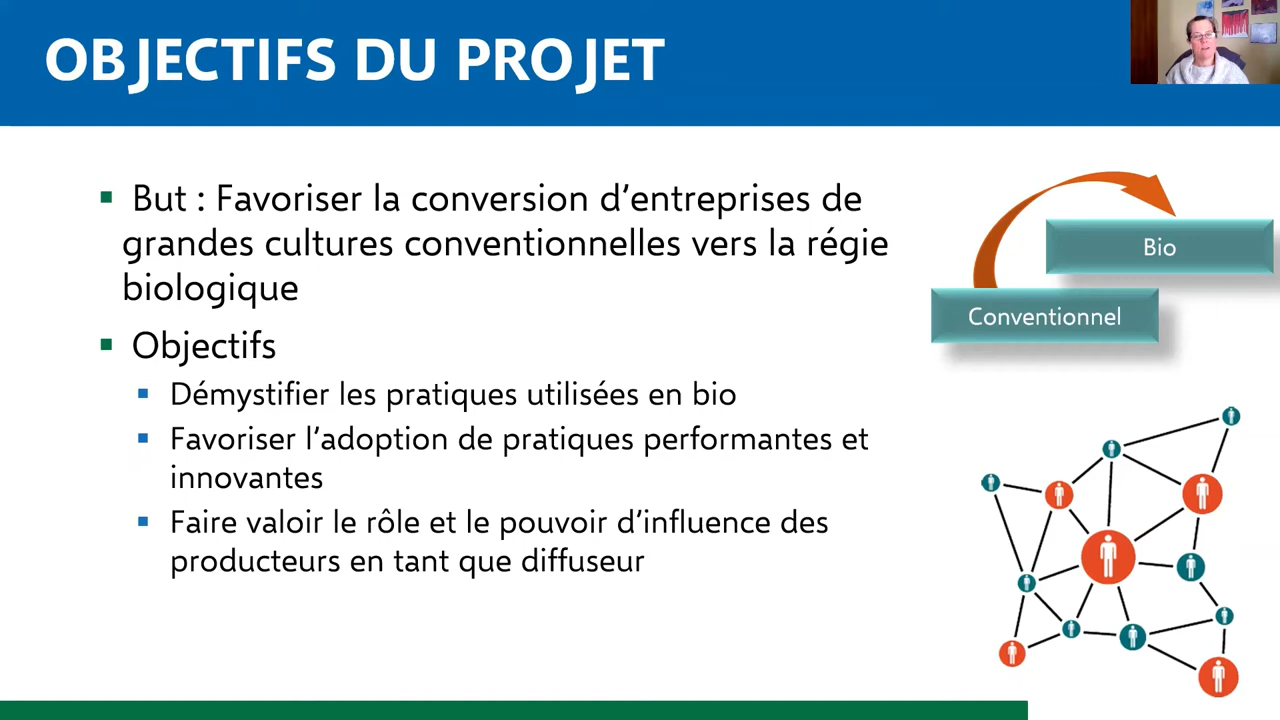 OBJECTIFS DU PROJET
But : Favoriser la conversion d’entreprises de
grandes cultures conventionnelles vers la régie
biologique
Objectifs
Démystifier les pratiques utilisées en bio
Favoriser l’adoption de pratiques performantes et
innovantes
Faire valoir le rôle et le pouvoir d’influence des
producteurs en tant que diffuseur
Bio
Conventionnel